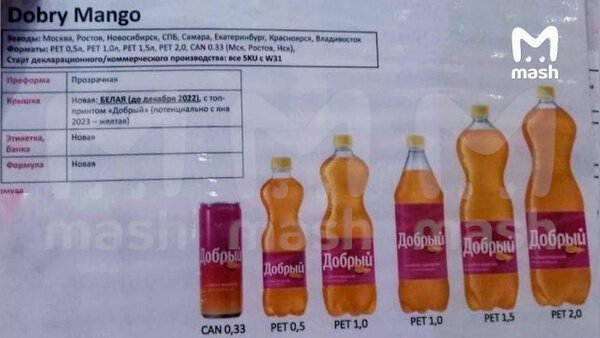 Dobry Mango
mash
Заводы: Москва, Ростов, Новосибирск, СПБ, Самара, Екатеринбург, Красноярск, Владивосток
Форматы: PET 0,5л, PET 1,0л, PET 1,5л, PET 2,0, CAN 0.33 (Мск, Ростов, Нск),
Старт декларационного/коммерческого производства: все SKU с W31
Преформа Прозрачная
Крышка Новая: БЕЛАЯ (до декабря 2022), с топ-
принтом «Добрый» (потенциально с янв
2023 – желтая)
Этикетка,
банка Новая
Формула Новая
mash mash mash
Добрый Добрый Добрый Добрый Добрый Добрый
CAN 0,33 PET 0,5 PET 1,0 PET 1,0 PET 1,5 PET 2,0